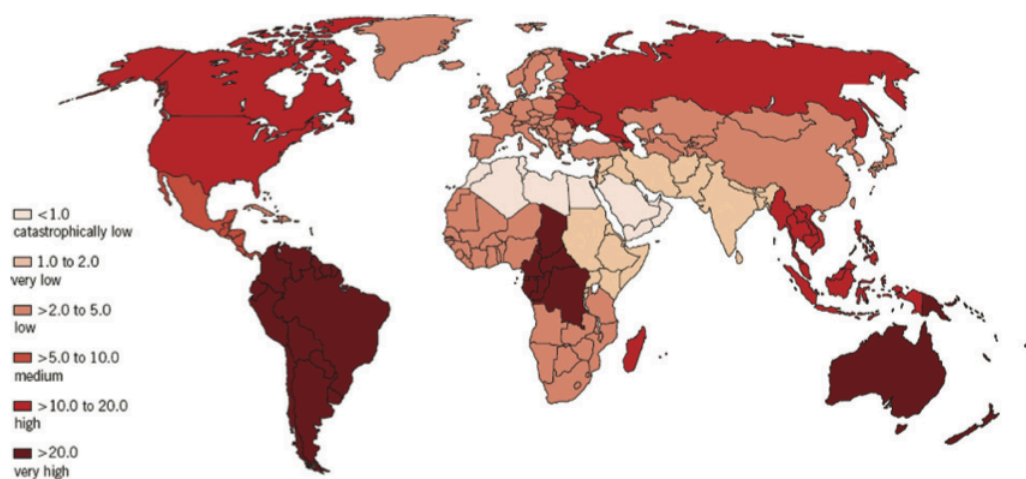 <1.0
catastrophically low
1.0 to 2.0
very low
>2.0 to 5.0
low
>5.0 to 10.0
medium
>10.0 to 20.0
high
>20.0
very high